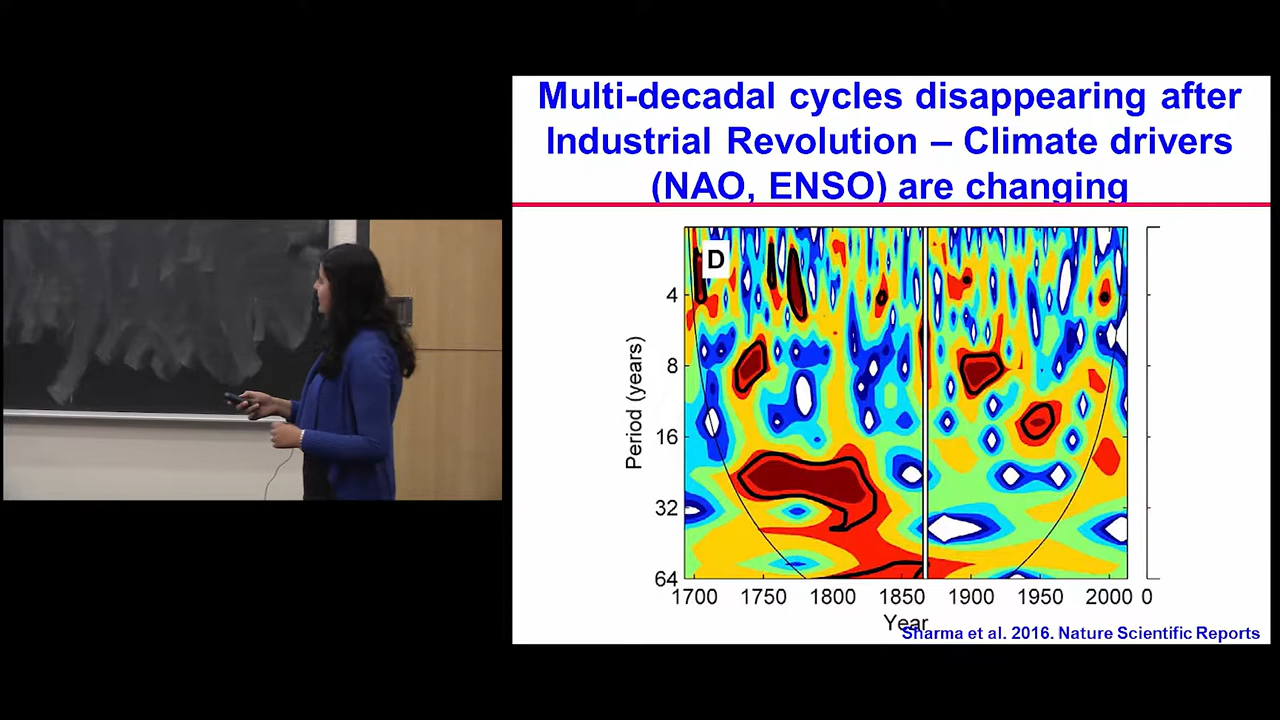 Multi-decadal cycles disappearing after
Industrial Revolution – Climate drivers
(NAO, ENSO) are changing
D
4
8
16
32
64
Period (years)
1700 1750 1800 1850 1900 1950 2000 0
Year
Sharma et al. 2016. Nature Scientific Reports